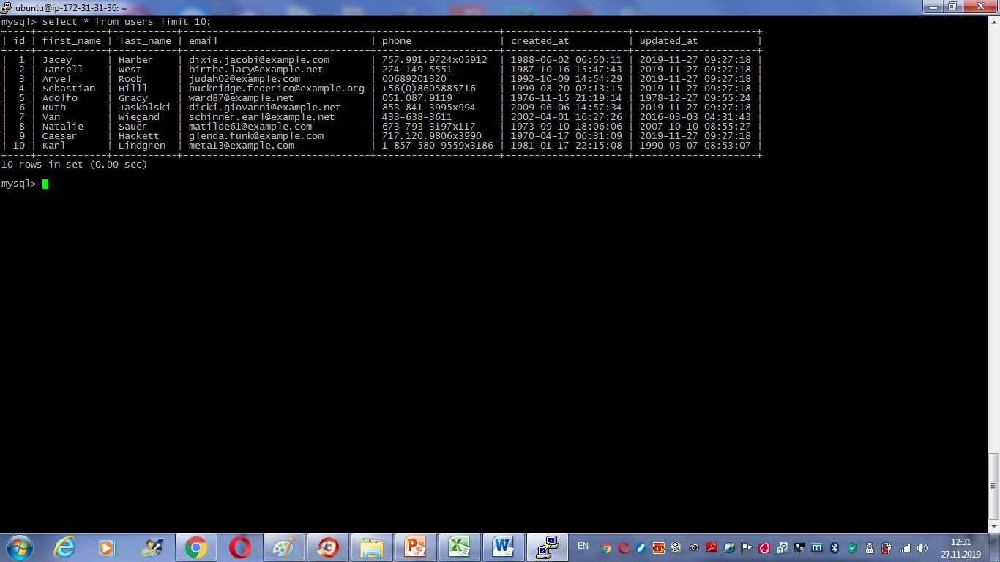 ubuntu@ip-172-31-31-36: ~
mysql> select * from users limit 10;
+----+------------+-----------+--------------------------------+---------------------+---------------------+---------------------+
| id | first_name | last_name | email                          | phone               | created_at          | updated_at          |
+----+------------+-----------+--------------------------------+---------------------+---------------------+---------------------+
|  1 | Jacey      | Harber    | dixie.jacobi@example.com       | 757.991.9724x05912  | 1988-06-02 06:50:11 | 2019-11-27 09:27:18 |
|  2 | Jarrell    | West      | hirthe.lacy@example.net        | 274-149-5551        | 1987-10-16 15:47:43 | 2019-11-27 09:27:18 |
|  3 | Arvel      | Roob      | judah02@example.com            | 00689201320         | 1992-10-09 14:54:29 | 2019-11-27 09:27:18 |
|  4 | Sebastian  | Hilll     | buckridge.federico@example.org | +56(0)8605885716    | 1999-08-20 02:13:15 | 2019-11-27 09:27:18 |
|  5 | Adolfo     | Grady     | ward87@example.net             | 051.087.9119        | 1976-11-15 21:19:14 | 1978-12-27 09:55:24 |
|  6 | Ruth       | Jaskolski | dicki.giovanni@example.net     | 853-841-3995x994    | 2009-06-06 14:57:34 | 2019-11-27 09:27:18 |
|  7 | Van        | Wiegand   | schinner.earl@example.net      | 433-638-3611        | 2002-04-01 16:27:26 | 2016-03-03 04:31:43 |
|  8 | Natalie    | Sauer     | matilde61@example.com          | 673-793-3197x117    | 1973-09-10 18:06:06 | 2007-10-10 08:55:27 |
|  9 | Caesar     | Hackett   | glenda.funk@example.com        | 717.120.9806x3990   | 1970-04-17 06:31:09 | 2019-11-27 09:27:18 |
| 10 | Karl       | Lindgren  | meta13@example.com             | 1-857-580-9559x3186 | 1981-01-17 22:15:08 | 1990-03-07 08:53:07 |
+----+------------+-----------+--------------------------------+---------------------+---------------------+---------------------+
10 rows in set (0.00 sec)
mysql>
EN
12:31
27.11.2019